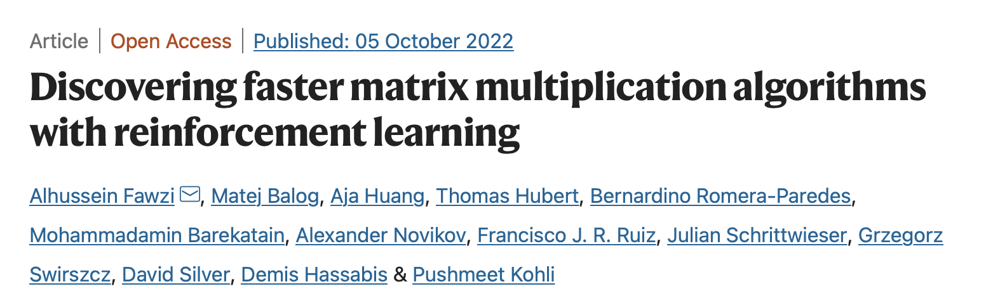 Article | Open Access | Published: 05 October 2022
Discovering faster matrix multiplication algorithms
with reinforcement learning
Alhussein Fawzi, Matej Balog, Aja Huang, Thomas Hubert, Bernardino Romera-Paredes,
Mohammadamin Barekatain, Alexander Novikov, Francisco J. R. Ruiz, Julian Schrittwieser, Grzegorz
Swirszcz, David Silver, Demis Hassabis & Pushmeet Kohli